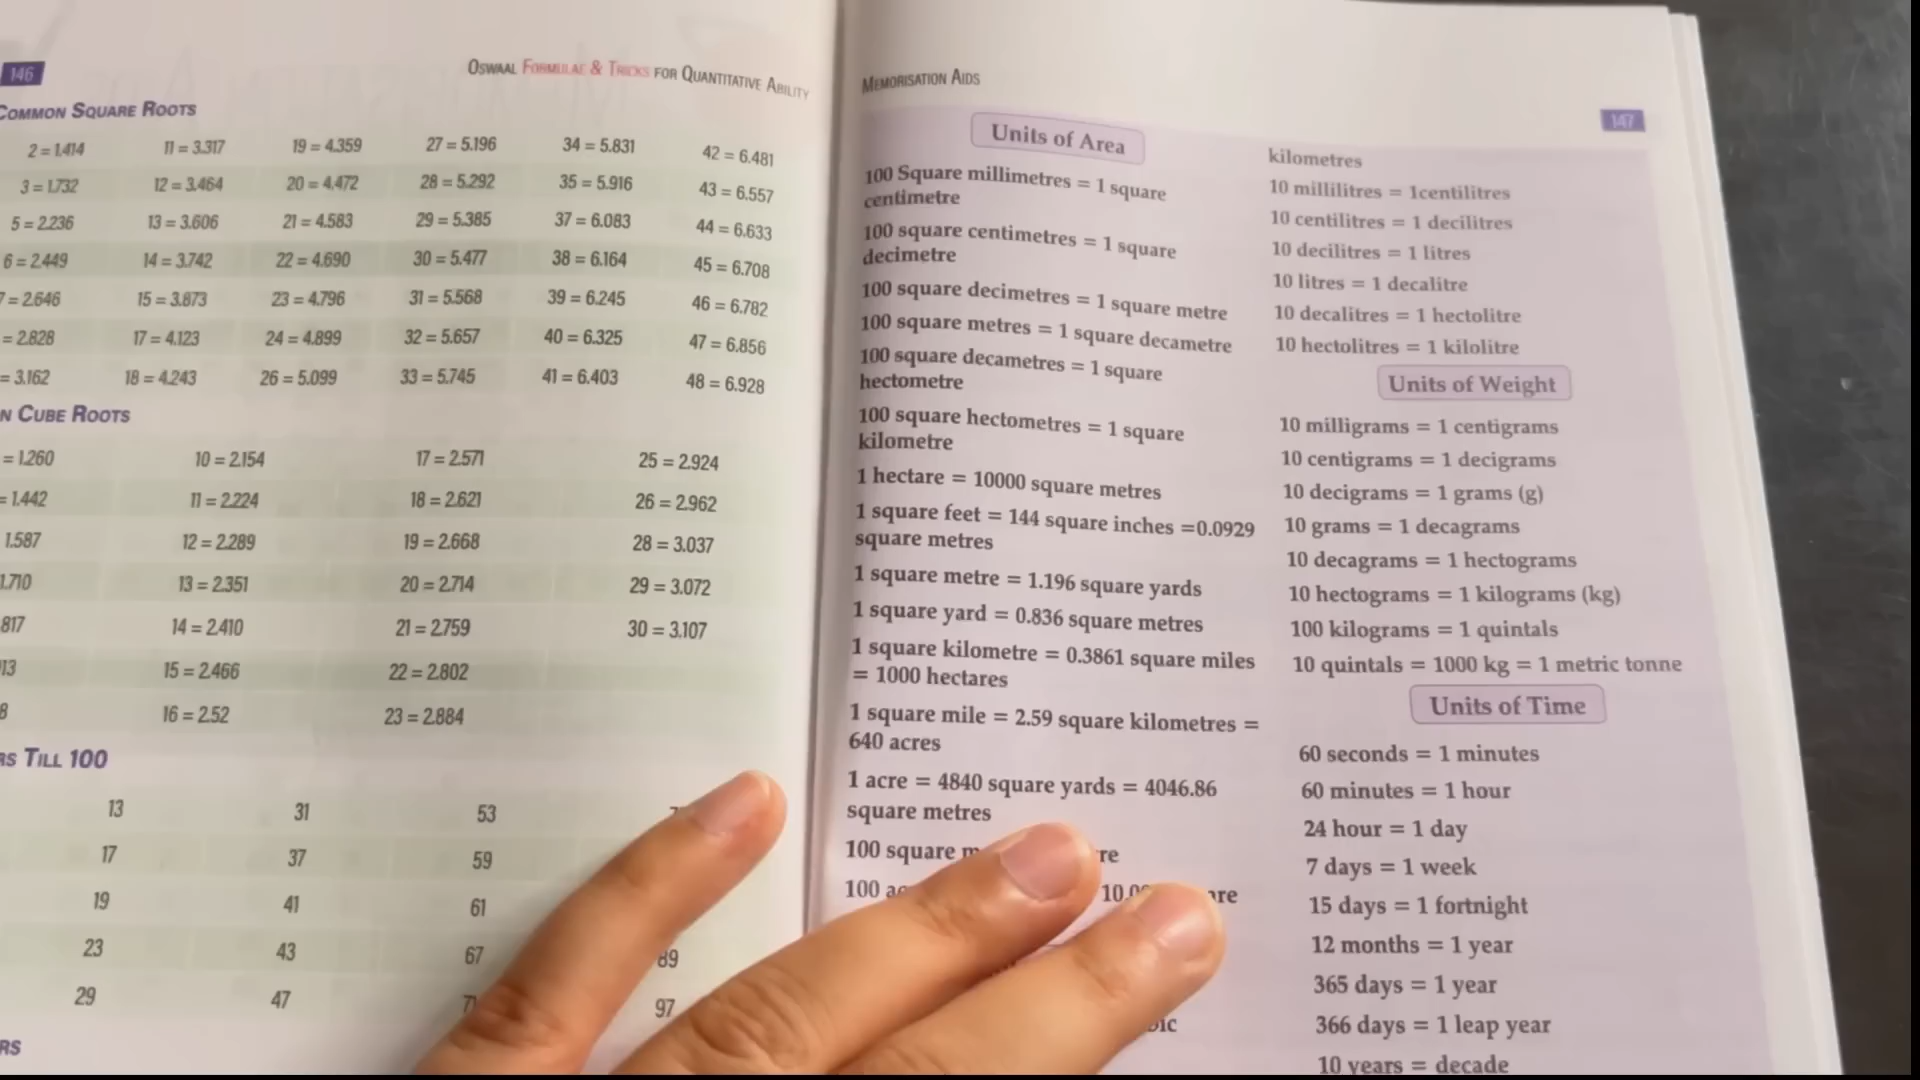 146
OSWAAL FORMULAE & TRICKS FOR QUANTITATIVE ABILITY
COMMON SQUARE ROOTS
2 = 1.414 11 = 3.317 19 = 4.359 27 = 5.196 34 = 5.831 42 = 6.481
3 = 1.732 12 = 3.464 20 = 4.472 28 = 5.292 35 = 5.916 43 = 6.557
5 = 2.236 13 = 3.606 21 = 4.583 29 = 5.385 37 = 6.083 44 = 6.633
6 = 2.449 14 = 3.742 22 = 4.690 30 = 5.477 38 = 6.164 45 = 6.708
7 = 2.646 15 = 3.873 23 = 4.796 31 = 5.568 39 = 6.245 46 = 6.782
= 2.828 17 = 4.123 24 = 4.899 32 = 5.657 40 = 6.325 47 = 6.856
= 3.162 18 = 4.243 26 = 5.099 33 = 5.745 41 = 6.403 48 = 6.928
N CUBE ROOTS
= 1.260 10 = 2.154 17 = 2.571 25 = 2.924
= 1.442 11 = 2.224 18 = 2.621 26 = 2.962
1.587 12 = 2.289 19 = 2.668 28 = 3.037
1.710 13 = 2.351 20 = 2.714 29 = 3.072
817 14 = 2.410 21 = 2.759 30 = 3.107
13 15 = 2.466 22 = 2.802
8 16 = 2.52 23 = 2.884
RS TILL 100
13 31 53
17 37 59
19 41 61
23 43 67 89
29 47 97
RS
MEMORISATION AIDS
147
Units of Area
100 Square millimetres = 1 square
centimetre
100 square centimetres = 1 square
decimetre
100 square decimetres = 1 square metre
100 square metres = 1 square decametre
100 square decametres = 1 square
hectometre
100 square hectometres = 1 square
kilometre
1 hectare = 10000 square metres
1 square feet = 144 square inches =0.0929
square metres
1 square metre = 1.196 square yards
1 square yard = 0.836 square metres
1 square kilometre = 0.3861 square miles
= 1000 hectares
1 square mile = 2.59 square kilometres =
640 acres
1 acre = 4840 square yards = 4046.86
square metres
100 square
100
kilometres
10 millilitres = 1centilitres
10 centilitres = 1 decilitres
10 decilitres = 1 litres
10 litres = 1 decalitre
10 decalitres = 1 hectolitre
10 hectolitres = 1 kilolitre
Units of Weight
10 milligrams = 1 centigrams
10 centigrams = 1 decigrams
10 decigrams = 1 grams (g)
10 grams = 1 decagrams
10 decagrams = 1 hectograms
10 hectograms = 1 kilograms (kg)
100 kilograms = 1 quintals
10 quintals = 1000 kg = 1 metric tonne
Units of Time
60 seconds = 1 minutes
60 minutes = 1 hour
24 hour = 1 day
7 days = 1 week
15 days = 1 fortnight
12 months = 1 year
365 days = 1 year
366 days = 1 leap year
10 years = decade